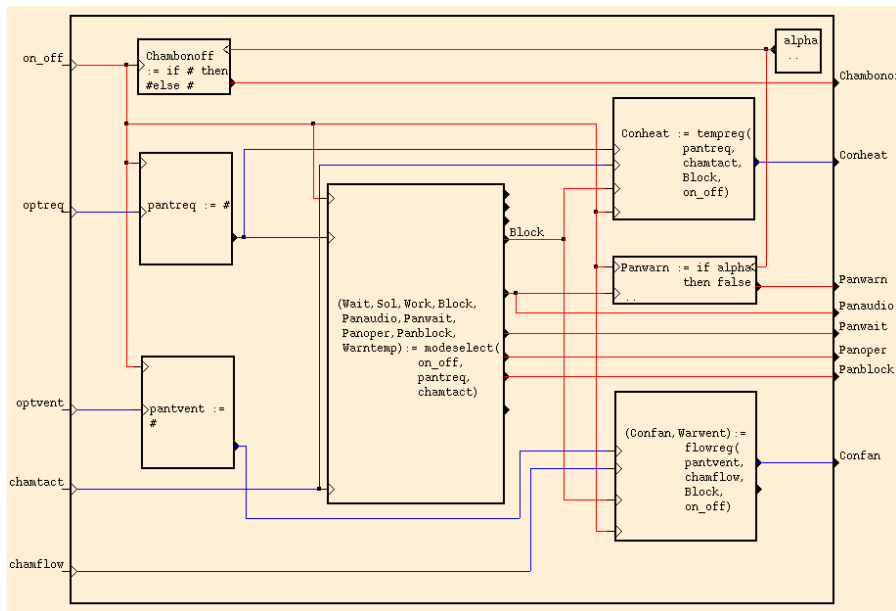 on_off
Chambonoff
:= if # then
#else #
alpha
..
Chambonof
Conheat := tempreg(
pantreq,
chamtact,
Block,
on_off)
Conheat
optreq
pantreq := #
Block
Panwarn := if alpha
then false
..
Panwarn
Panaudio
Panwait
Panoper
Panblock
(Wait, Sol, Work, Block,
Panaudio, Panwait,
Panoper, Panblock,
Warntemp) := modeselect(
on_off,
pantreq,
chamtact)
optvent
pantvent :=
#
(Confan, Warwent) :=
flowreg(
pantvent,
chamflow,
Block,
on_off)
Confan
chamtact
chamflow